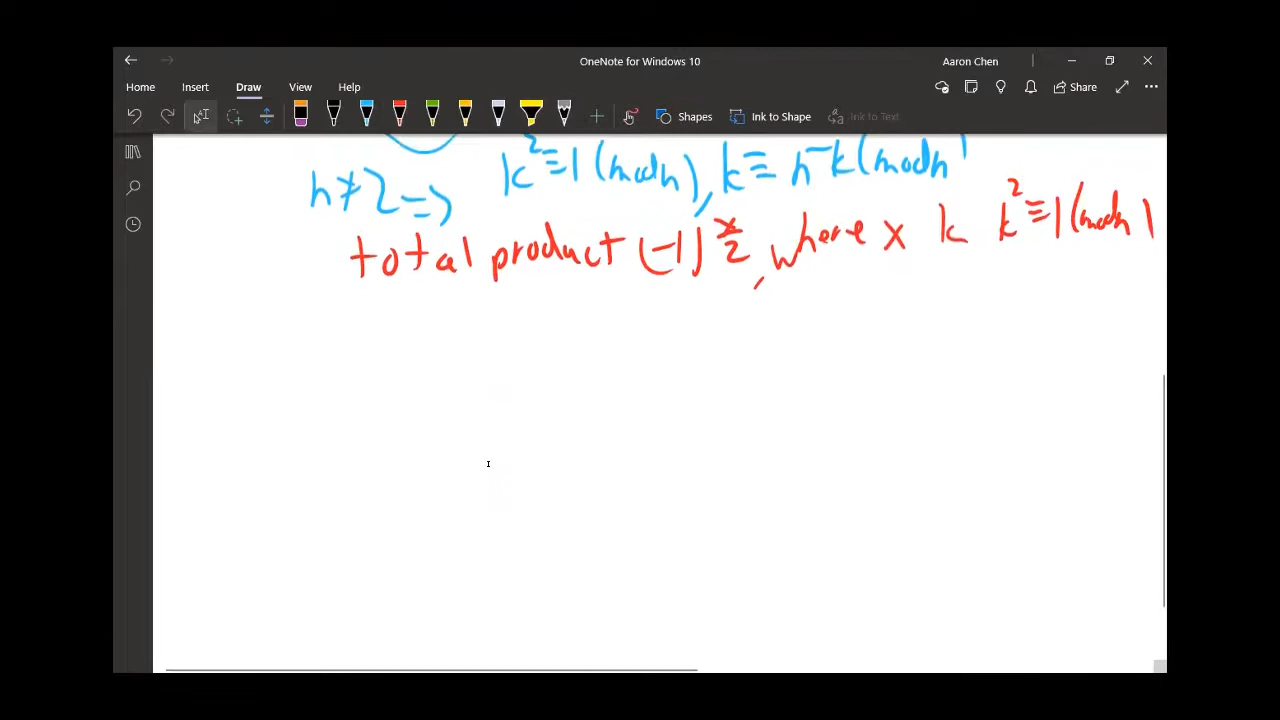 OneNote for Windows 10
Aaron Chen
Home Insert Draw View Help
Share
Shapes Ink to Shape Ink to Text
k²≡1(mod n), k≡n-k(mod n)
n≠2=>
total product (-1)^x/2, where x k k²≡1(mod n)